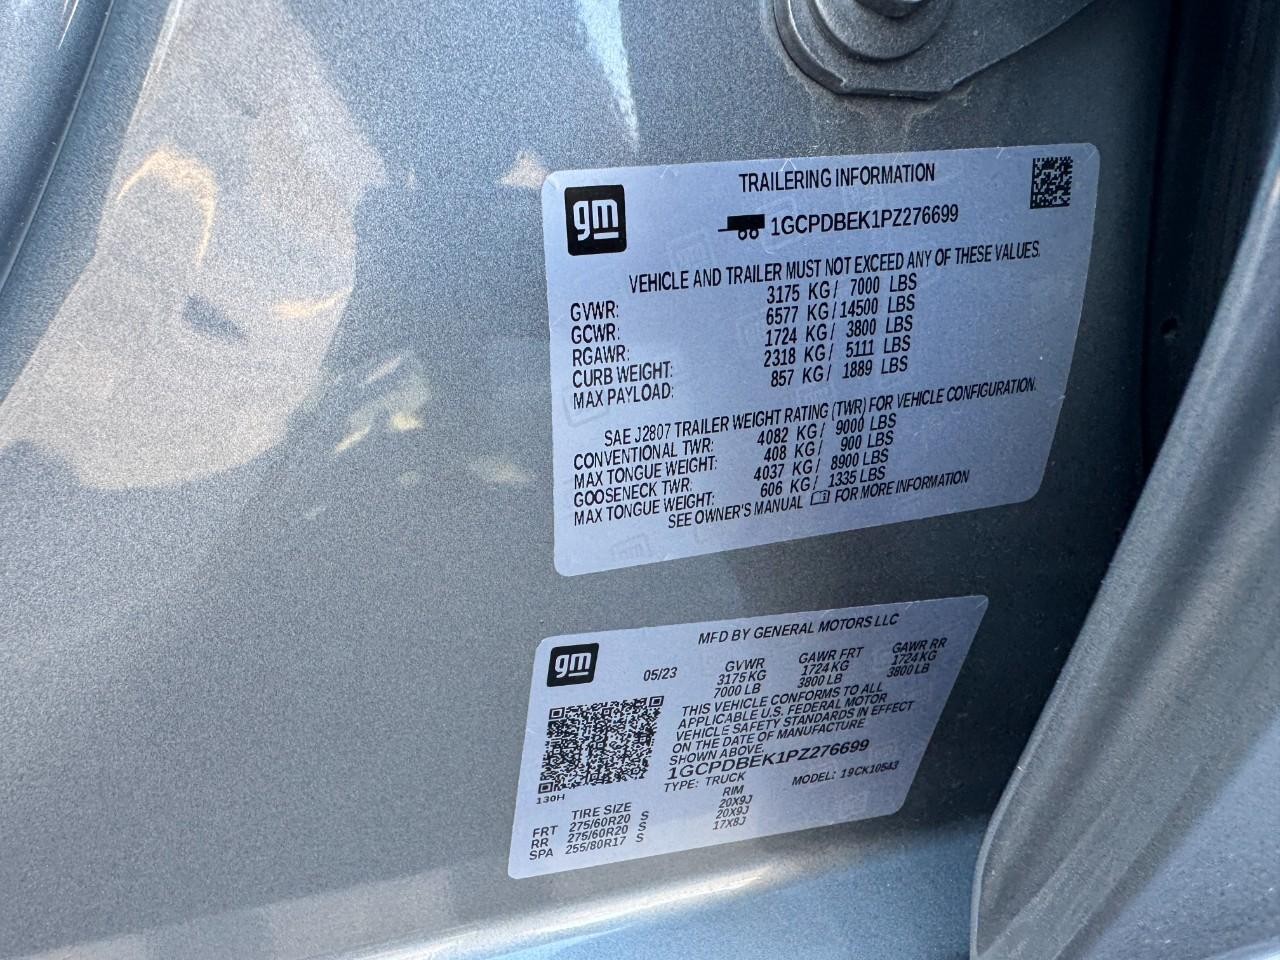 gm
TRAILERING INFORMATION
1GCPDBEK1PZ276699
VEHICLE AND TRAILER MUST NOT EXCEED ANY OF THESE VALUES.
GVWR: 3175 KG/ 7000 LBS
GCWR: 6577 KG/14500 LBS
RGAWR: 1724 KG/ 3800 LBS
CURB WEIGHT: 2318 KG/ 5111 LBS
MAX PAYLOAD: 857 KG/ 1889 LBS
SAE J2807 TRAILER WEIGHT RATING (TWR) FOR VEHICLE CONFIGURATION.
CONVENTIONAL TWR: 4082 KG/ 9000 LBS
MAX TONGUE WEIGHT: 408 KG/ 900 LBS
GOOSENECK TWR: 4037 KG/ 8900 LBS
MAX TONGUE WEIGHT: 606 KG/ 1335 LBS
SEE OWNER'S MANUAL FOR MORE INFORMATION
gm
MFD BY GENERAL MOTORS LLC
05/23 GVWR GAWR FRT GAWR RR
3175KG 1724KG 1724KG
7000 LB 3800 LB 3800 LB
THIS VEHICLE CONFORMS TO ALL
APPLICABLE U.S. FEDERAL MOTOR
VEHICLE SAFETY STANDARDS IN EFFECT
ON THE DATE OF MANUFACTURE
SHOWN ABOVE.
1GCPDBEK1PZ276699
TYPE: TRUCK MODEL: 19CK10543
130H
TIRE SIZE RIM
FRT 275/60R20 S 20X9J
RR 275/60R20 S 20X9J
SPA 255/80R17 S 17X8J